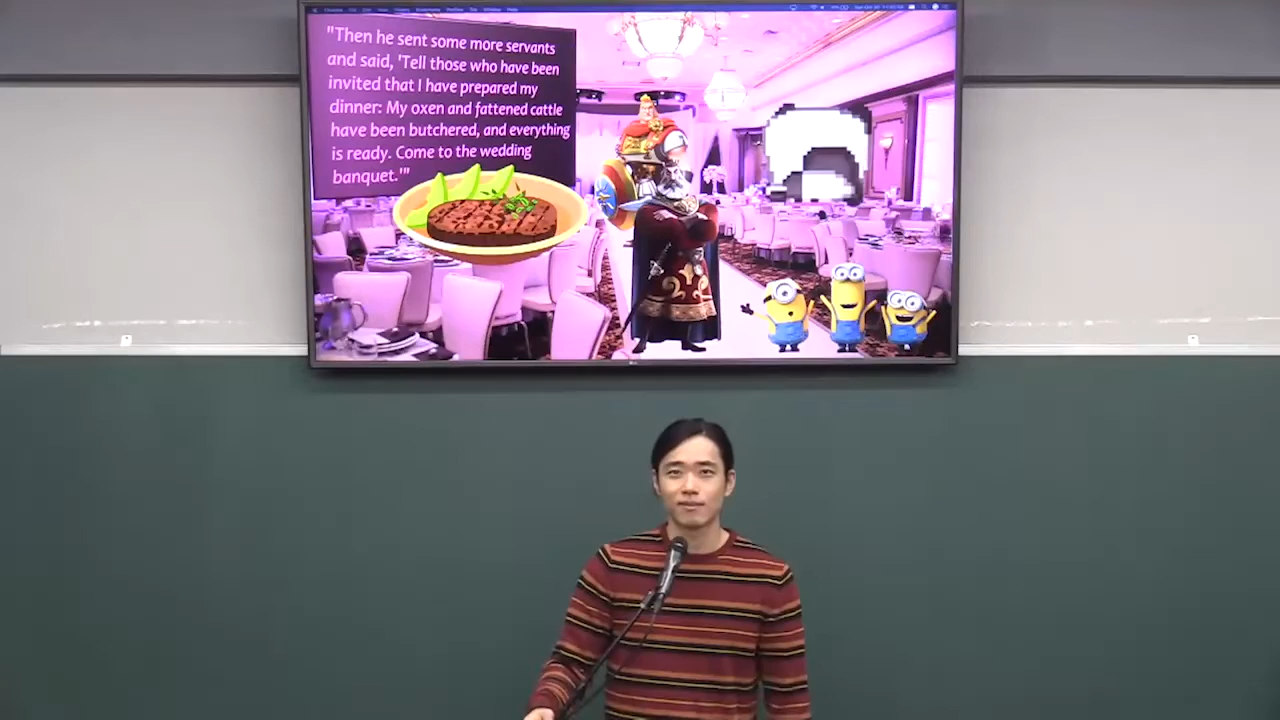 "Then he sent some more servants
and said, 'Tell those who have been
invited that I have prepared my
dinner: My oxen and fattened cattle
have been butchered, and everything
is ready. Come to the wedding
banquet.'"